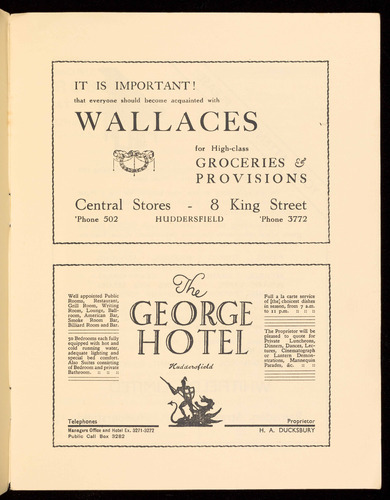 IT IS IMPORTANT!
that everyone should become acquainted with
WALLACES
for High-class
GROCERIES &
PROVISIONS
Central Stores - 8 King Street
'Phone 502 HUDDERSFIELD 'Phone 3772
The
GEORGE
HOTEL
Huddersfield
Well appointed Public
Rooms, Restaurant,
Grill Room, Writing
Room, Lounge, Ball-
room, American Bar,
Smoke Room Bar,
Billiard Room and Bar.
50 Bedrooms each fully
equipped with hot and
cold running water,
adequate lighting and
special bed comfort.
Also Suites consisting
of Bedroom and private
Bathroom.
Full a la carte service
of [the] choicest dishes
in season, from 7 a.m.
to 11 p.m.
The Proprietor will be
pleased to quote for
Private Luncheons,
Dinners, Dances, Lec-
tures, Cinematograph
or Lantern Demon-
strations, Mannequin
Parades, &c.
Telephones
Managers Office and Hotel Ex. 3271-3272
Public Call Box 3282
Proprietor
H. A. DUCKSBURY